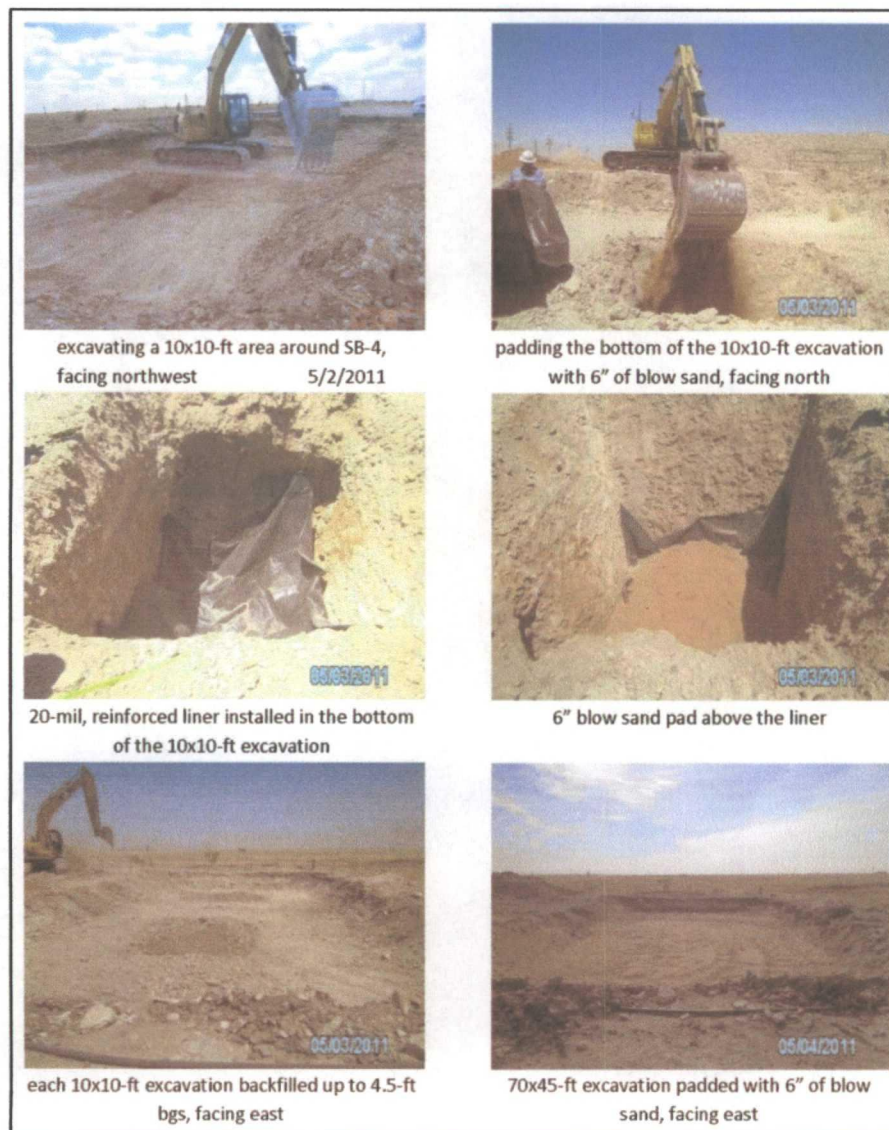 excavating a 10x10-ft area around SB-4,
facing northwest 5/2/2011
05/03/2011
padding the bottom of the 10x10-ft excavation
with 6” of blow sand, facing north
05/03/2011
20-mil, reinforced liner installed in the bottom
of the 10x10-ft excavation
05/03/2011
6” blow sand pad above the liner
05/03/2011
each 10x10-ft excavation backfilled up to 4.5-ft
bgs, facing east
05/04/2011
70x45-ft excavation padded with 6” of blow
sand, facing east